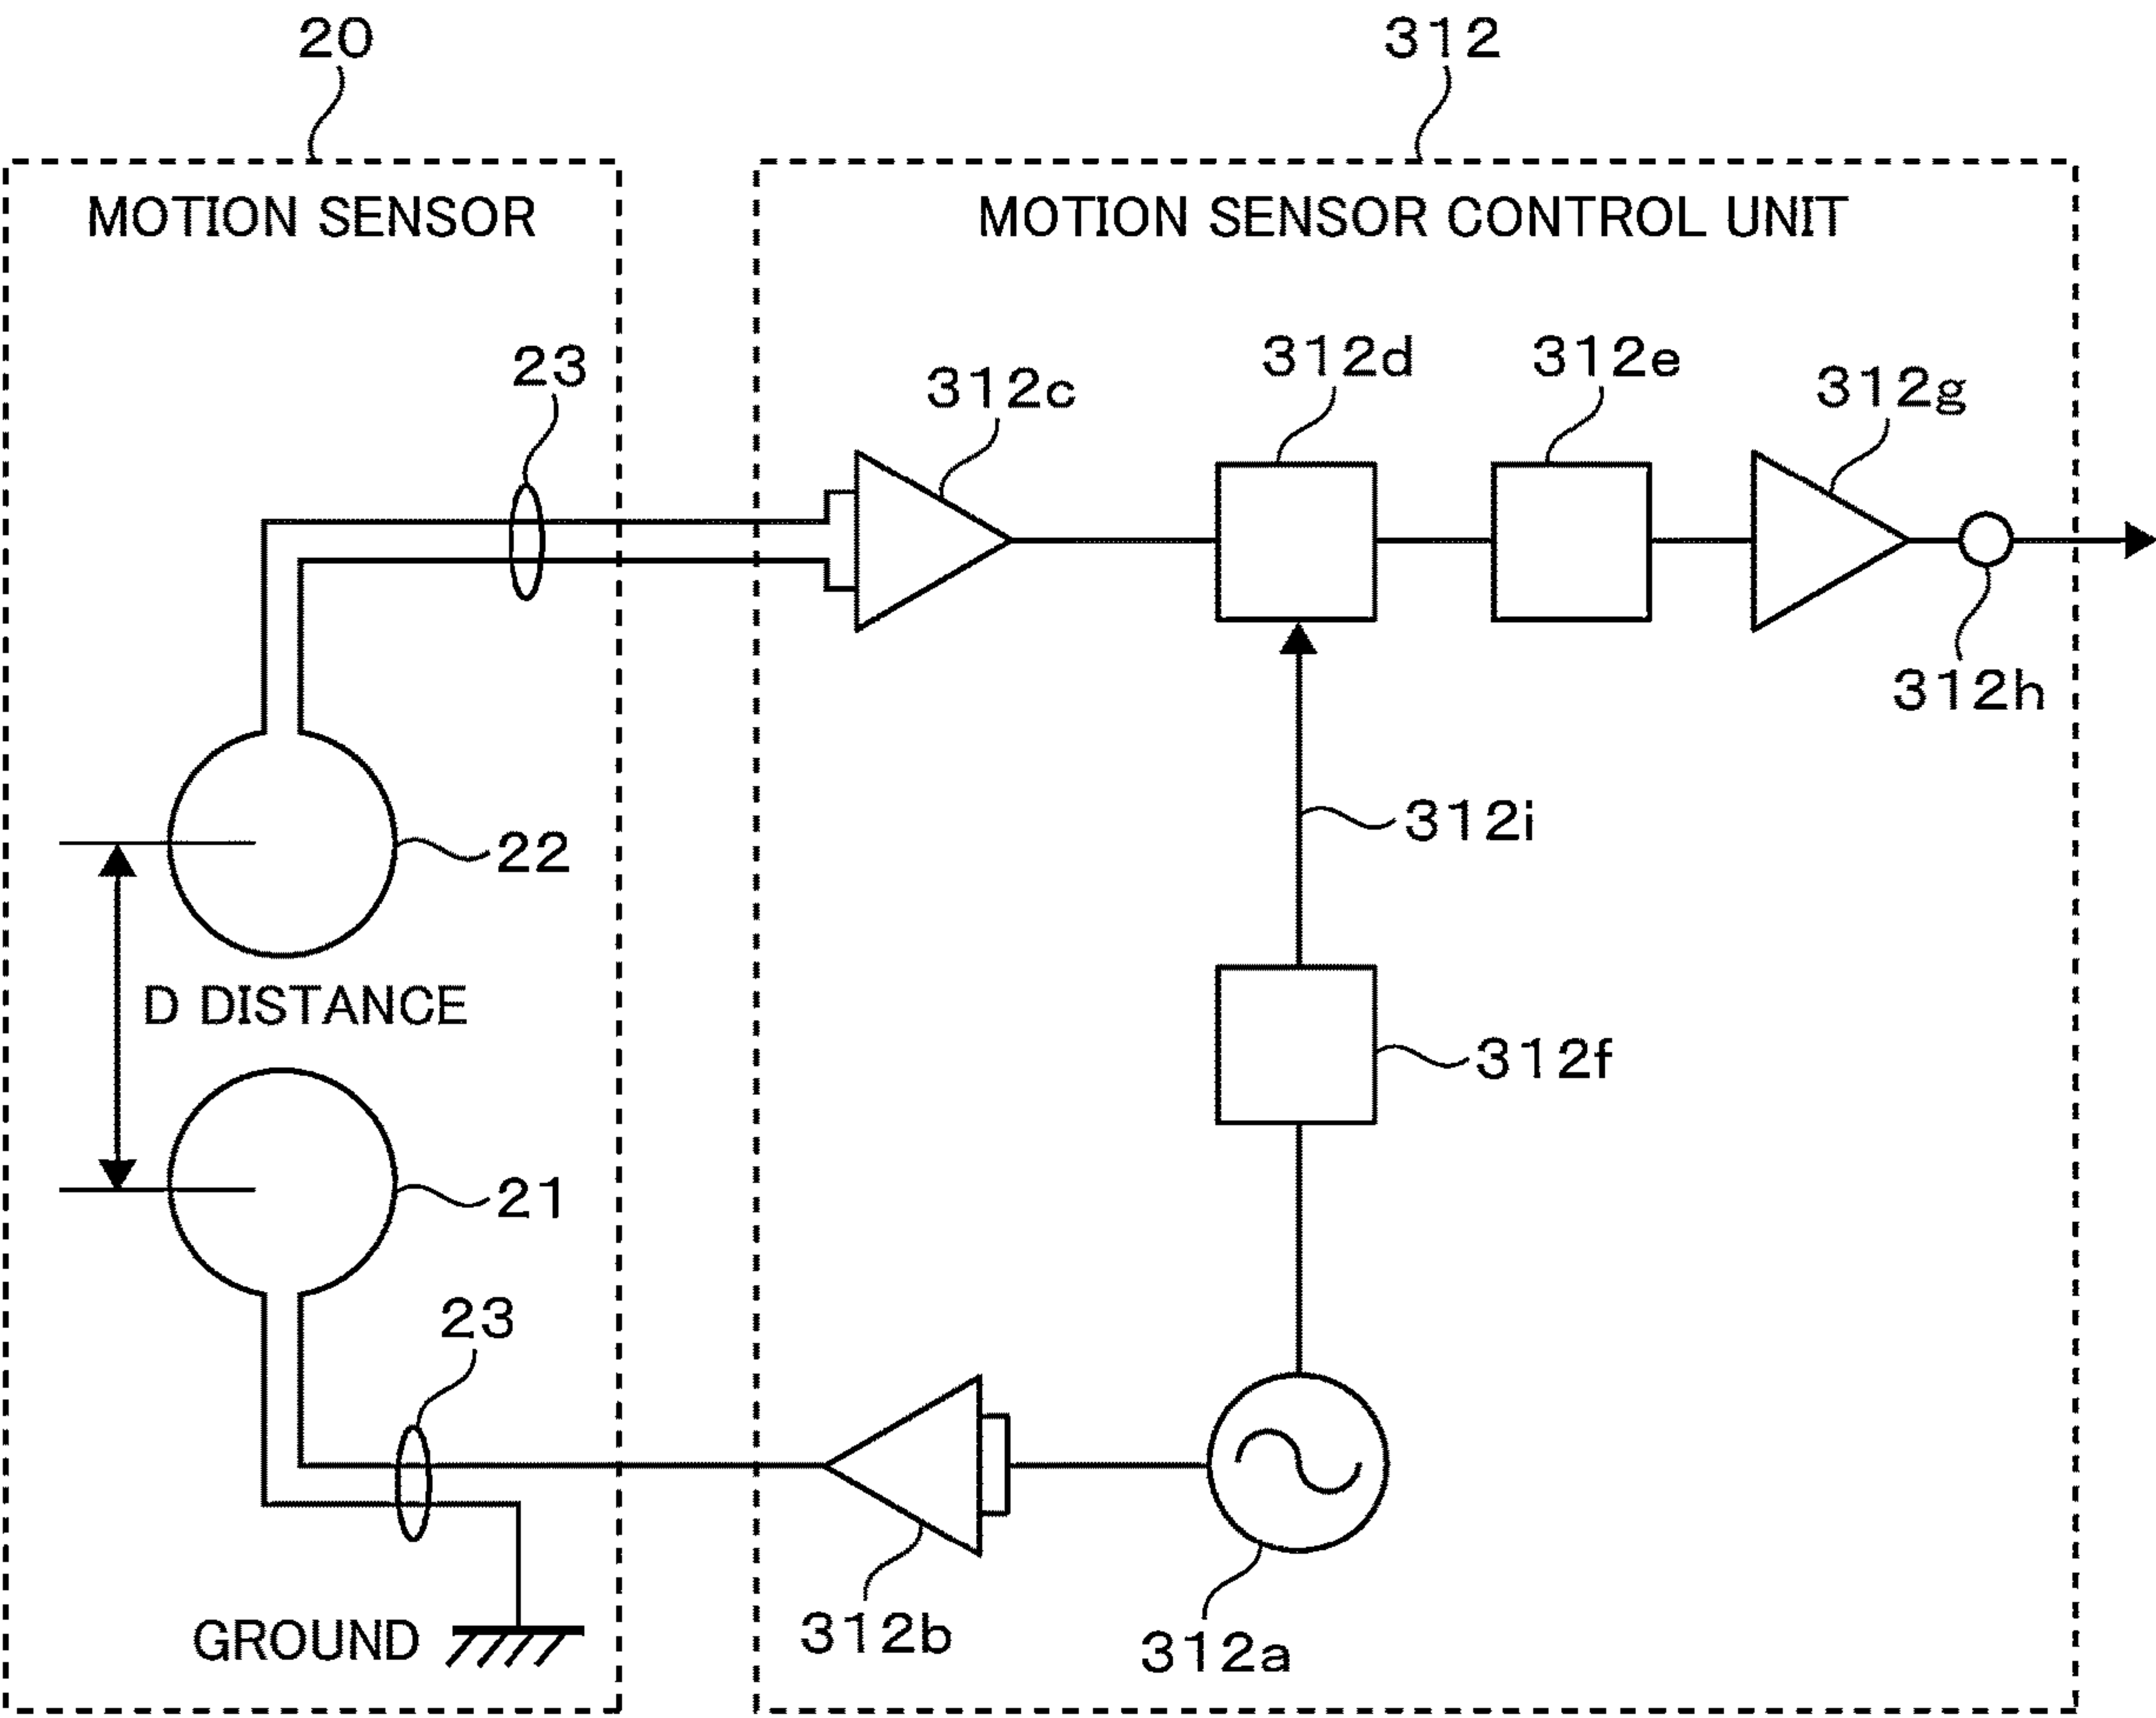 20
312
MOTION SENSOR
MOTION SENSOR CONTROL UNIT
23
312c
312d
312e
312g
312h
312i
22
D DISTANCE
312f
21
23
312b
312a
GROUND